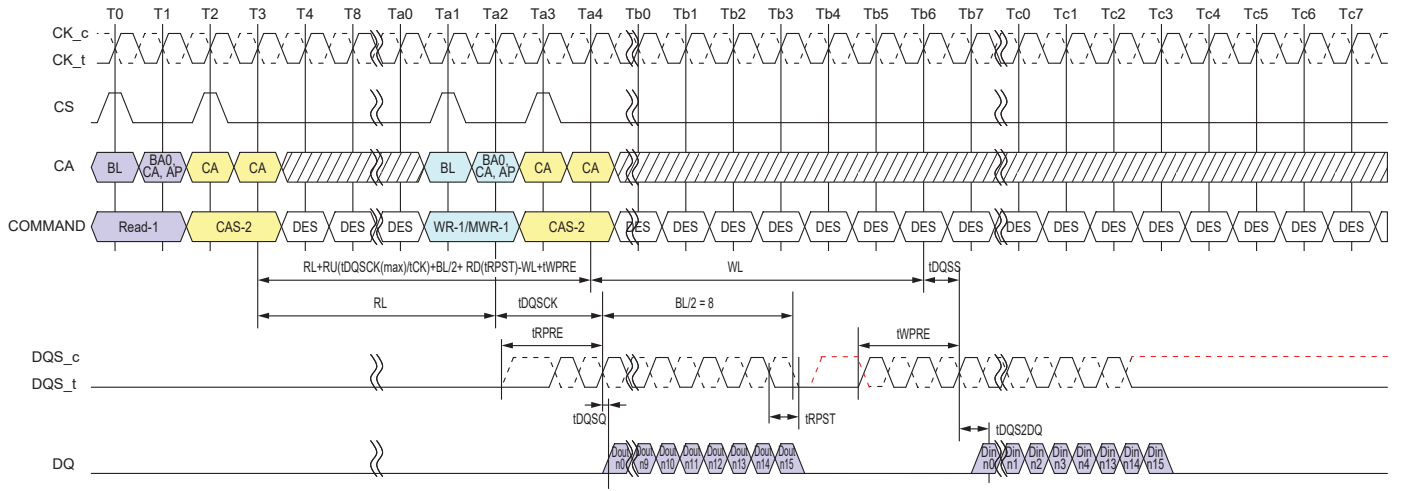 T0 T1 T2 T3 T4 T8 Ta0 Ta1 Ta2 Ta3 Ta4 Tb0 Tb1 Tb2 Tb3 Tb4 Tb5 Tb6 Tb7 Tc0 Tc1 Tc2 Tc3 Tc4 Tc5 Tc6 Tc7
CK_c
CK_t
CS
CA BL BA0, CA, AP CA CA BL BA0, CA, AP CA CA
COMMAND Read-1 CAS-2 DES DES DES WR-1/MWR-1 CAS-2 DES DES DES DES DES DES DES DES DES DES DES DES DES DES DES DES
RL+RU(tDQSCK(max)/tCK)+BL/2+ RD(tRPST)-WL+tWPRE WL tDQSS
RL tDQSCK BL/2 = 8
tRPRE tWPRE
DQS_c
DQS_t
tDQSQ tRPST tDQS2DQ
DQ Dout n0 Dout n9 Dout n10 Dout n11 Dout n12 Dout n13 Dout n14 Dout n15 Din n0 Din n1 Din n2 Din n3 Din n4 Din n13 Din n14 Din n15